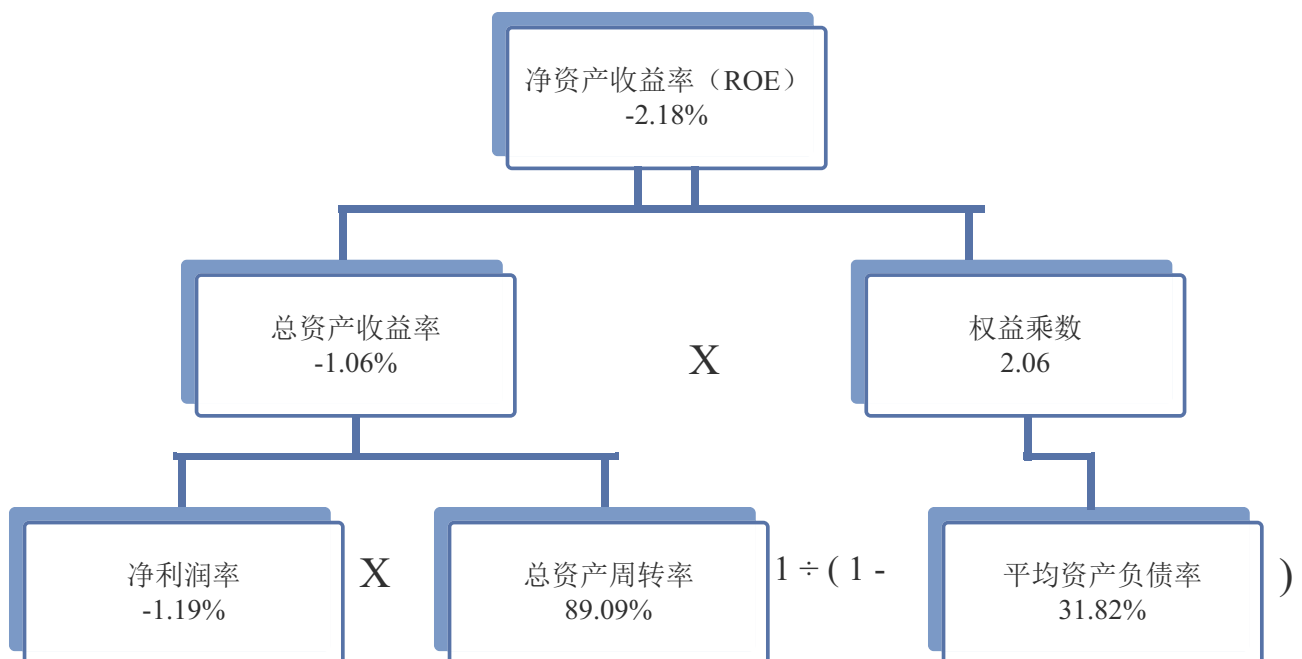 净资产收益率（ROE）
-2.18%
总资产收益率
-1.06%
X
权益乘数
2.06
净利润率
-1.19%
X
总资产周转率
89.09%
1 ÷ ( 1 -
平均资产负债率
31.82%
)